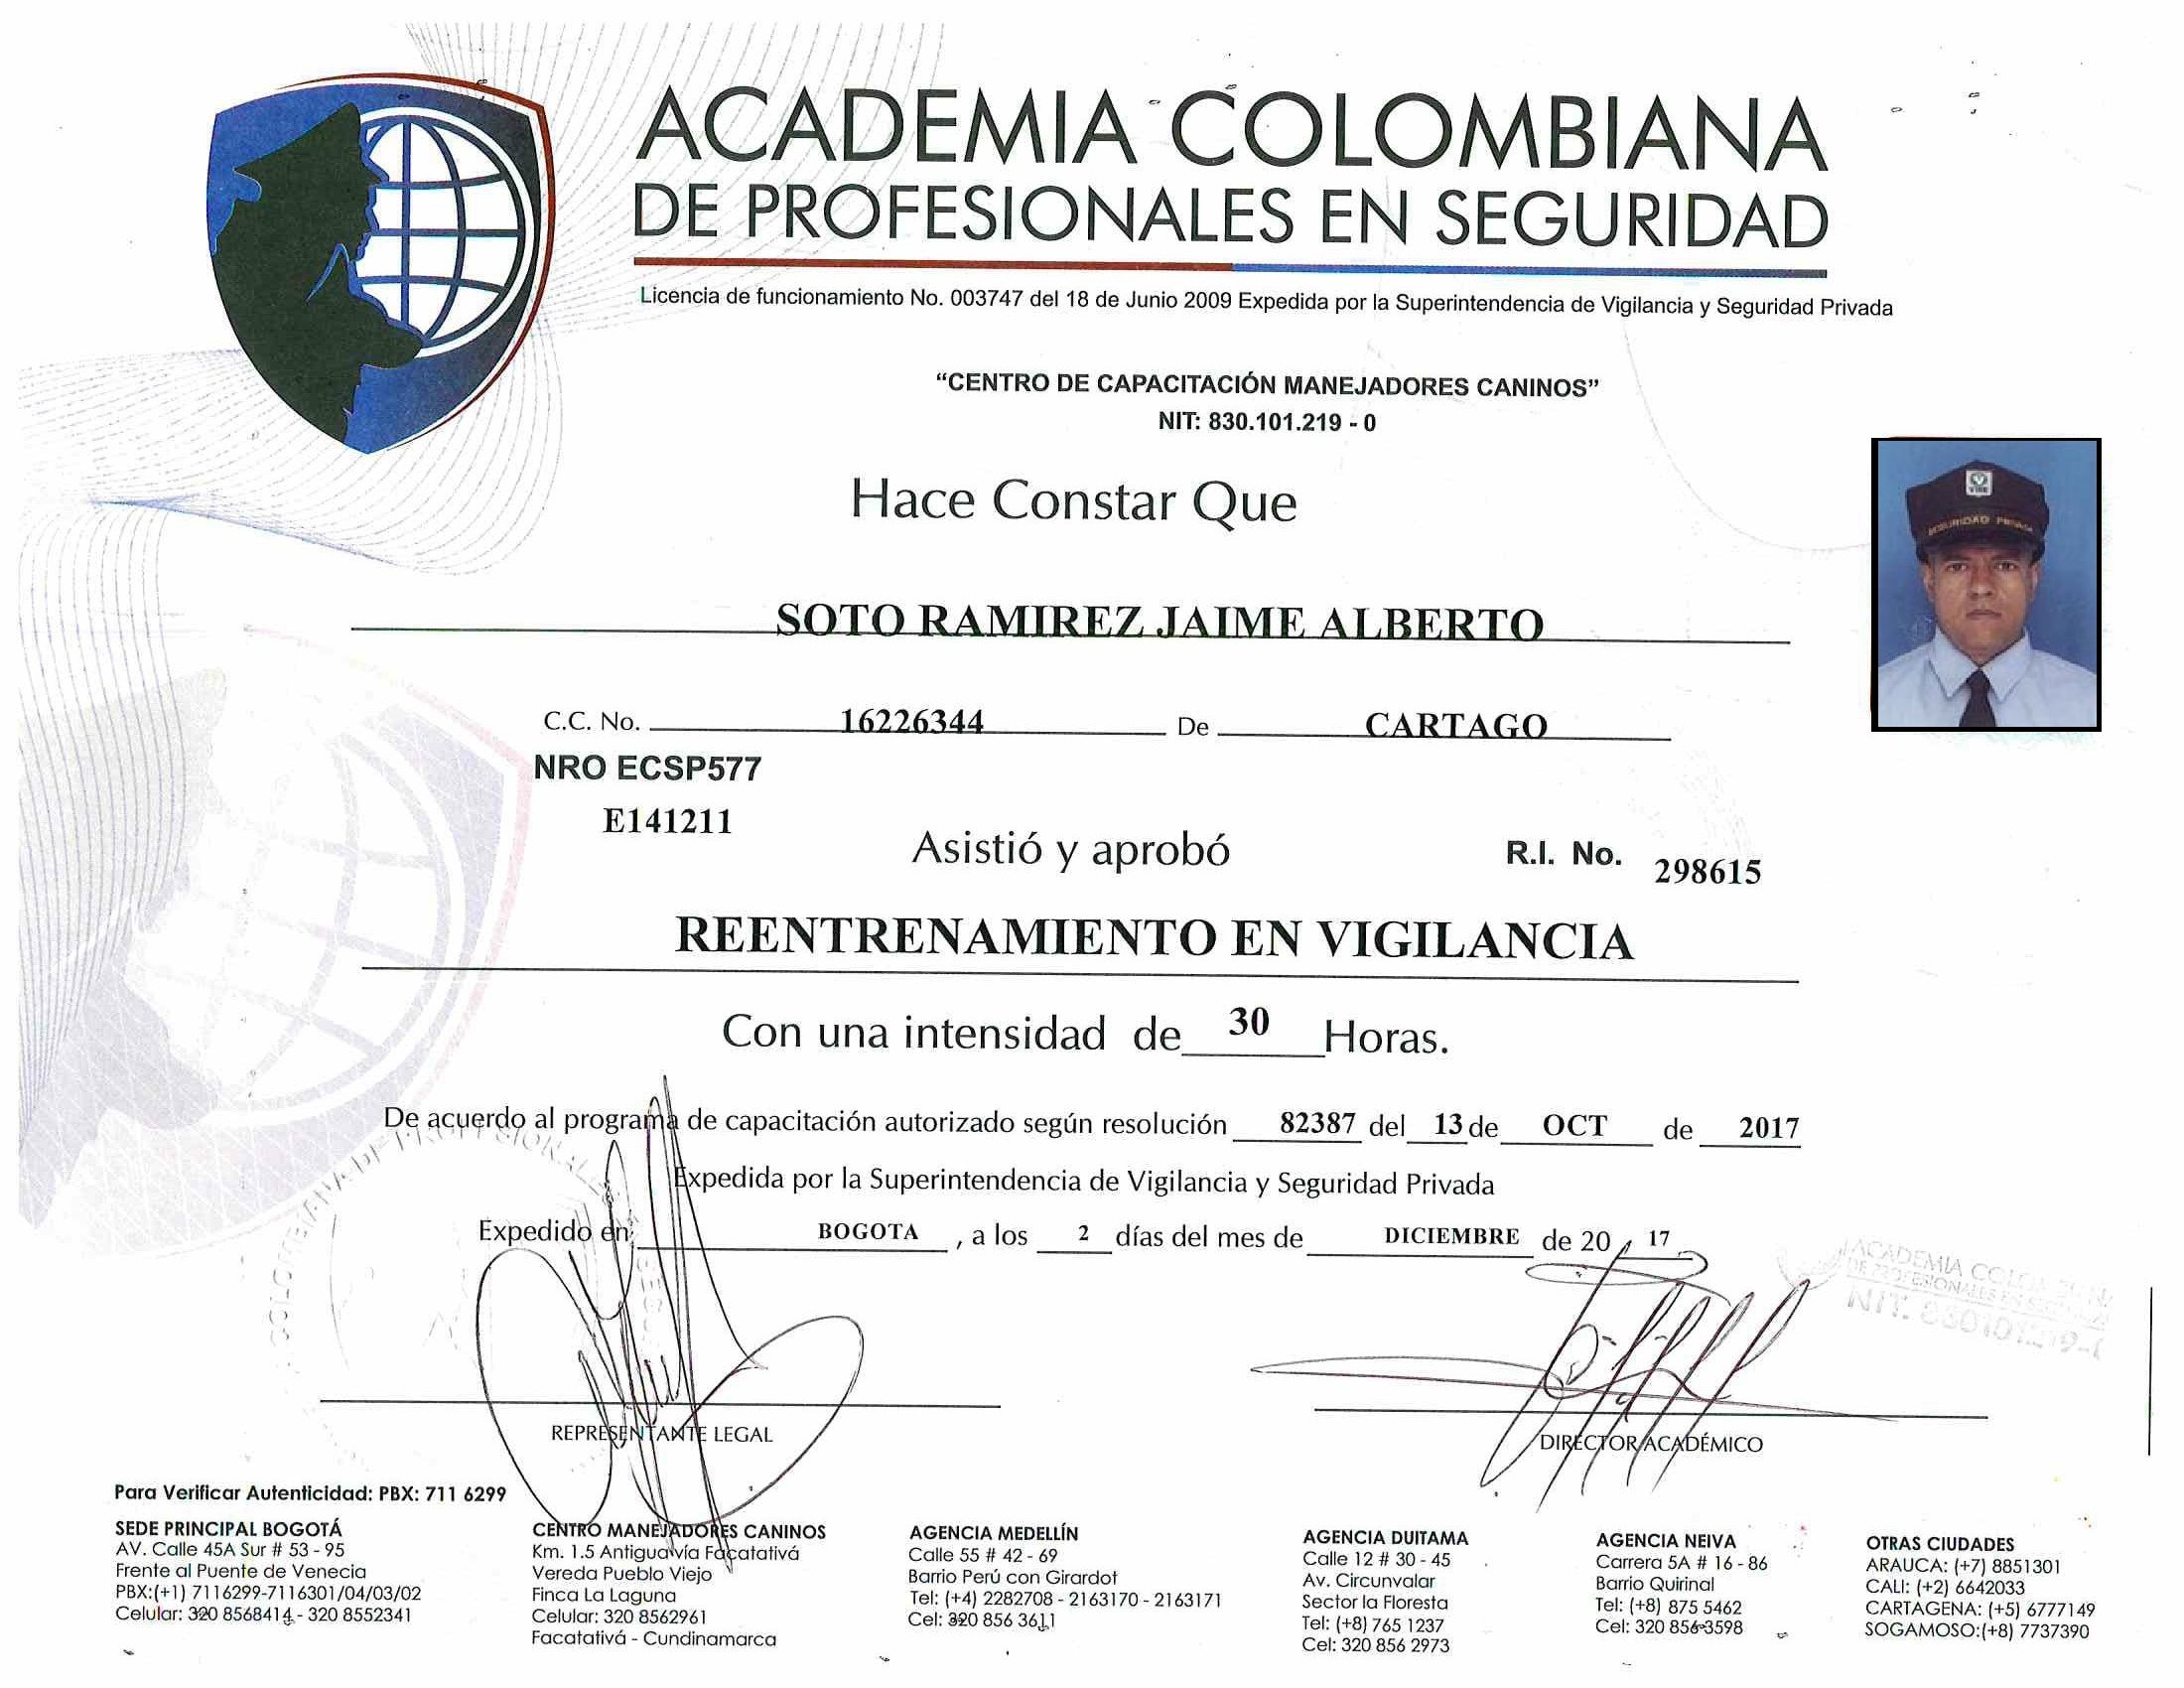 ACADEMIA COLOMBIANA
DE PROFESIONALES EN SEGURIDAD
Licencia de funcionamiento No. 003747 del 18 de Junio 2009 Expedida por la Superintendencia de Vigilancia y Seguridad Privada
“CENTRO DE CAPACITACIÓN MANEJADORES CANINOS”
NIT: 830.101.219 - 0
Hace Constar Que
SEGURIDAD PRIVADA
SOTO RAMIREZ JAIME ALBERTO
C.C. No. 16226344 De CARTAGO
NRO ECSP577
E141211
Asistió y aprobó
R.I. No. 298615
REENTRENAMIENTO EN VIGILANCIA
Con una intensidad de 30 Horas.
De acuerdo al programa de capacitación autorizado según resolución 82387 del 13 de OCT de 2017
Expedida por la Superintendencia de Vigilancia y Seguridad Privada
Expedido en: BOGOTA , a los 2 días del mes de DICIEMBRE de 20 17
ACADEMIA COLOMBIANA
DE PROFESIONALES EN SEGURIDAD
NIT. 830101219-0
REPRESENTANTE LEGAL
DIRECTOR ACADÉMICO
Para Verificar Autenticidad: PBX: 711 6299
SEDE PRINCIPAL BOGOTÁ
AV. Calle 45A Sur # 53 - 95
Frente al Puente de Venecia
PBX:(+1) 7116299-7116301/04/03/02
Celular: 320 8568414 - 320 8552341
CENTRO MANEJADORES CANINOS
Km. 1.5 Antigua vía Facatativá
Vereda Pueblo Viejo
Finca La Laguna
Celular: 320 8562961
Facatativá - Cundinamarca
AGENCIA MEDELLÍN
Calle 55 # 42 - 69
Barrio Perú con Girardot
Tel: (+4) 2282708 - 2163170 - 2163171
Cel: 320 856 3611
AGENCIA DUITAMA
Calle 12 # 30 - 45
Av. Circunvalar
Sector la Floresta
Tel: (+8) 765 1237
Cel: 320 856 2973
AGENCIA NEIVA
Carrera 5A # 16 - 86
Barrio Quirinal
Tel: (+8) 875 5462
Cel: 320 856 3598
OTRAS CIUDADES
ARAUCA: (+7) 8851301
CALI: (+2) 6642033
CARTAGENA: (+5) 6777149
SOGAMOSO:(+8) 7737390